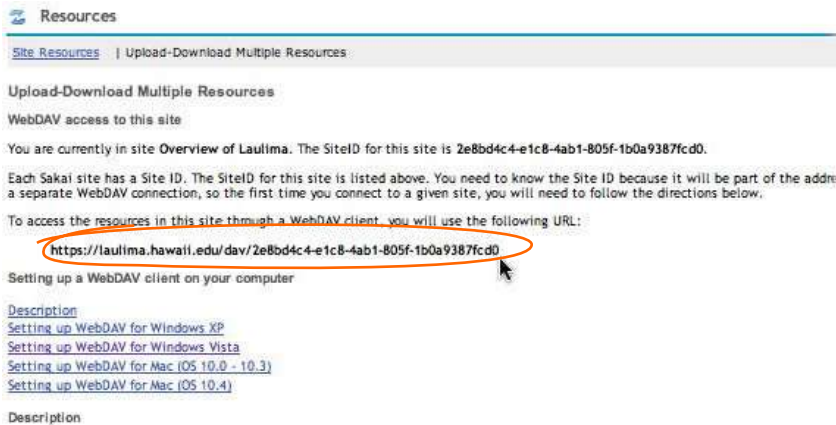 Resources
Site Resources | Upload-Download Multiple Resources
Upload-Download Multiple Resources
WebDAV access to this site
You are currently in site Overview of Laulima. The SiteID for this site is 2e8bd4c4-e1c8-4ab1-805f-1b0a9387fcd0.
Each Sakai site has a Site ID. The SiteID for this site is listed above. You need to know the Site ID because it will be part of the addre
a separate WebDAV connection, so the first time you connect to a given site, you will need to follow the directions below.
To access the resources in this site through a WebDAV client, you will use the following URL:
https://laulima.hawaii.edu/dav/2e8bd4c4-e1c8-4ab1-805f-1b0a9387fcd0
Setting up a WebDAV client on your computer
Description
Setting up WebDAV for Windows XP
Setting up WebDAV for Windows Vista
Setting up WebDAV for Mac (OS 10.0 - 10.3)
Setting up WebDAV for Mac (OS 10.4)
Description